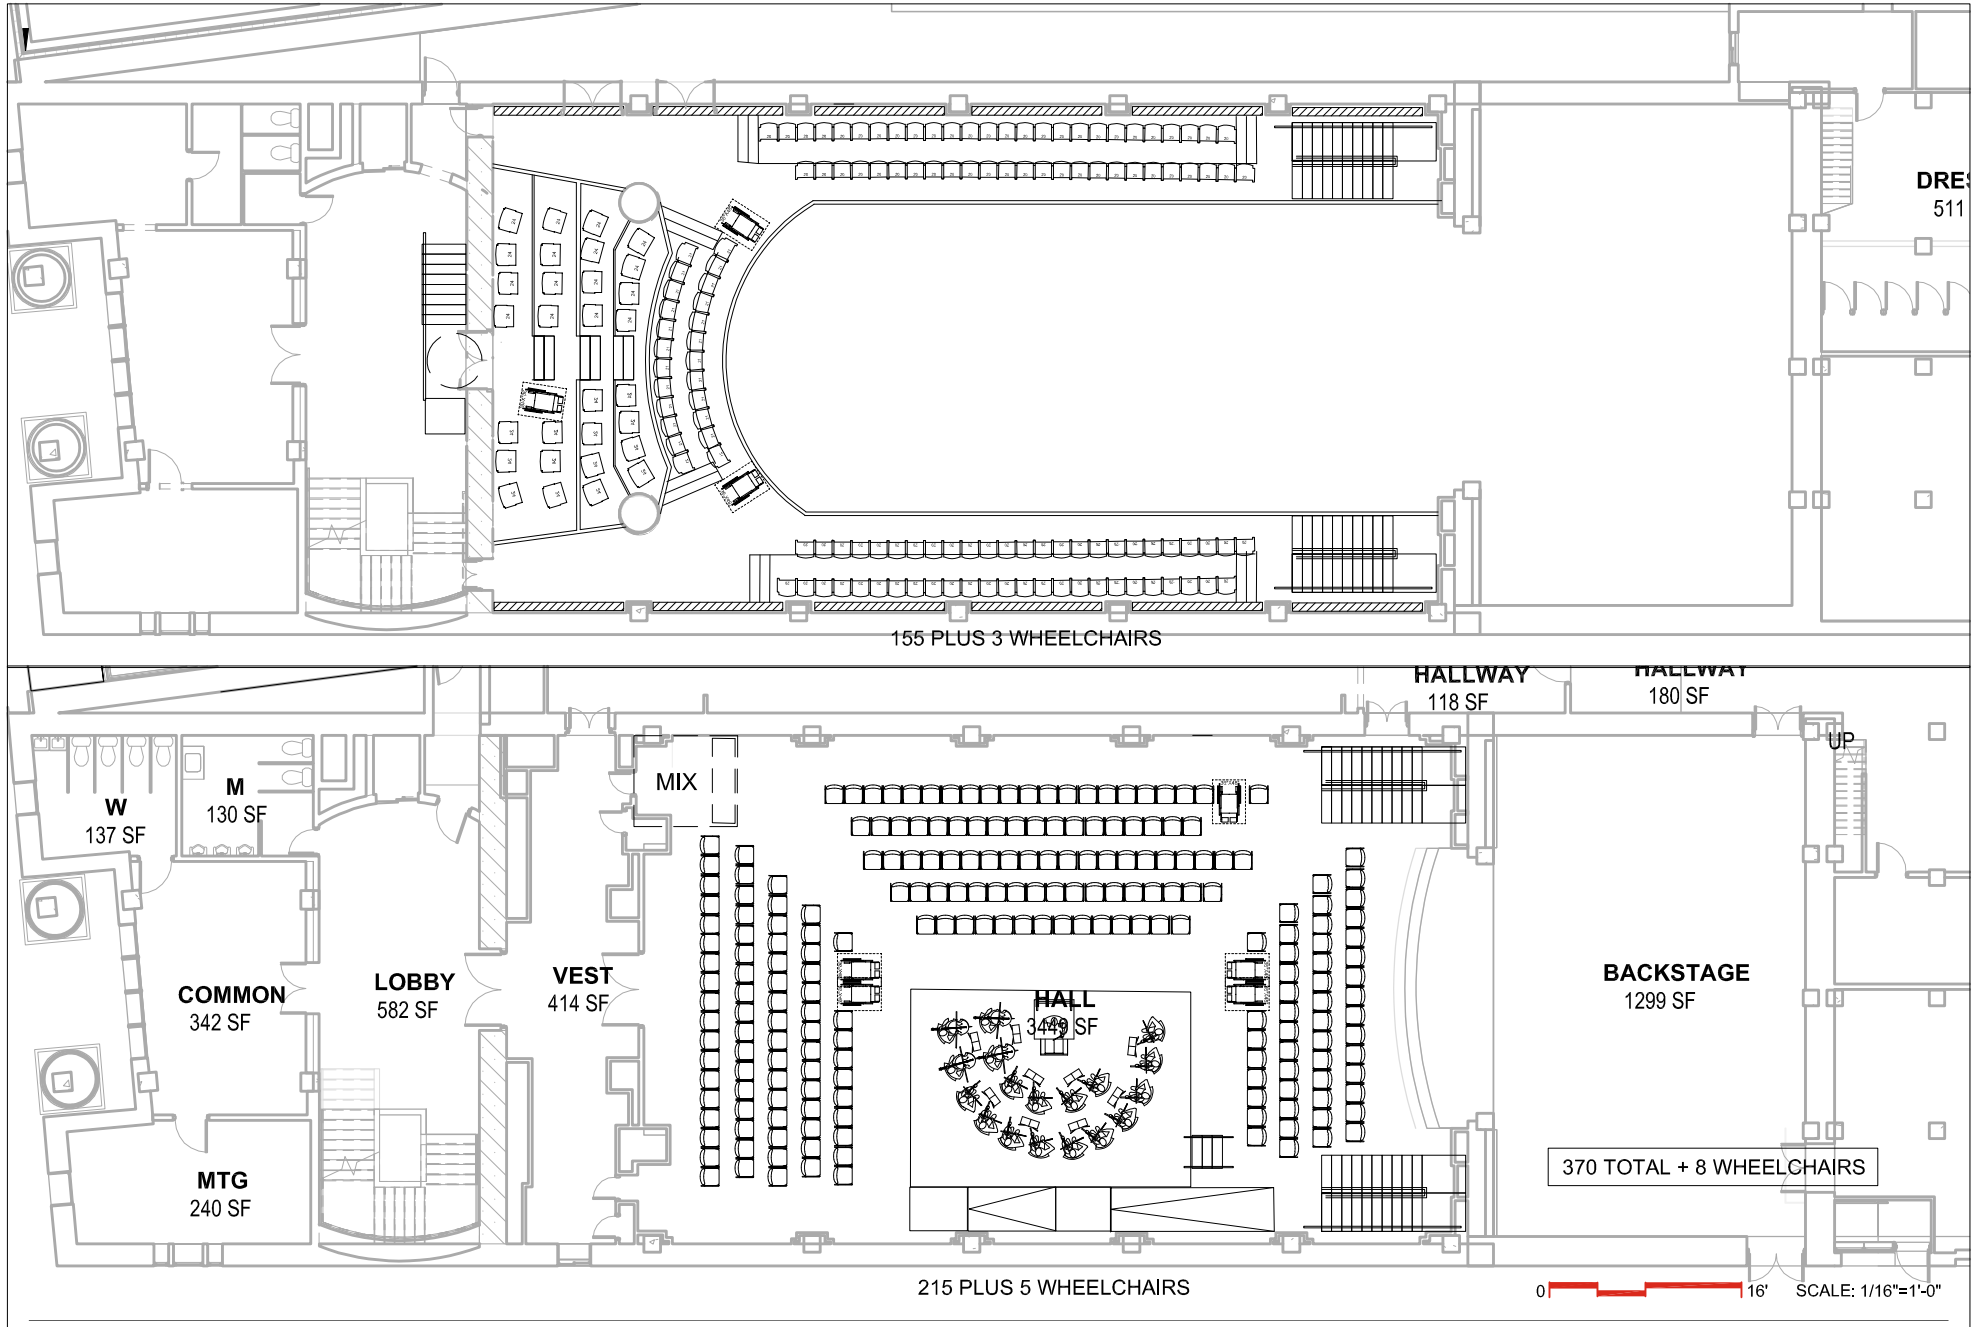 DRES
511
155 PLUS 3 WHEELCHAIRS
HALLWAY
118 SF
HALLWAY
180 SF
UP
MIX
W
137 SF
M
130 SF
COMMON
342 SF
LOBBY
582 SF
VEST
414 SF
HALL
3449 SF
BACKSTAGE
1299 SF
MTG
240 SF
370 TOTAL + 8 WHEELCHAIRS
215 PLUS 5 WHEELCHAIRS
0
16'
SCALE: 1/16"=1'-0"